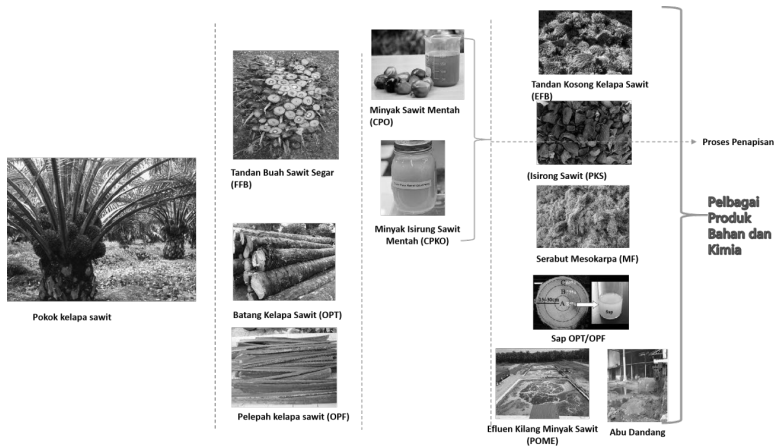 Pokok kelapa sawit
Tandan Buah Sawit Segar
(FFB)
Batang Kelapa Sawit (OPT)
Pelepah kelapa sawit (OPF)
Minyak Sawit Mentah
(CPO)
Minyak Isirung Sawit
Mentah (CPKO)
Tandan Kosong Kelapa Sawit
(EFB)
(Isirong Sawit (PKS)
Serabut Mesokarpa (MF)
A
B
Sap
Sap OPT/OPF
Efluen Kilang Minyak Sawit
(POME)
Abu Dandang
Proses Penapisan
Pelbagai
Produk
Bahan dan
Kimia